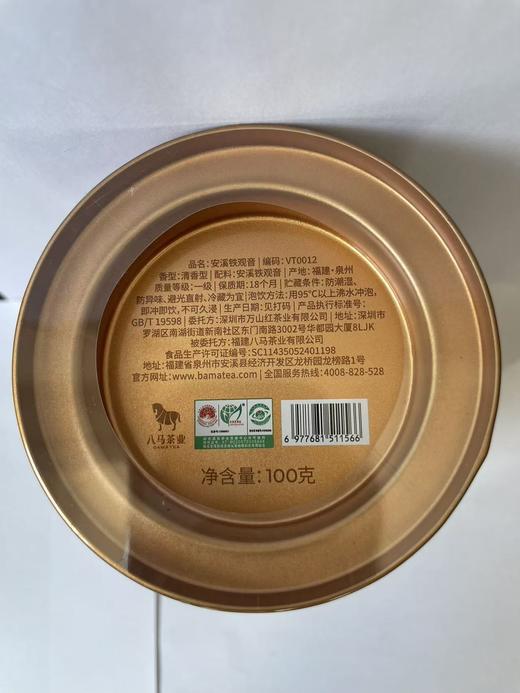 品名：安溪铁观音 | 编码：VT0012
香型：清香型 | 配料：安溪铁观音 | 产地：福建·泉州
质量等级：一级 | 保质期：18个月 | 贮藏条件：防潮湿、
防异味、避光直射、冷藏为宜 | 泡饮方法：用95℃以上沸水冲泡，
即冲即饮，不可久浸 | 生产日期：见打码 | 产品执行标准号：
GB/T 19598 | 委托方：深圳市万山红茶业有限公司 | 地址：深圳市
罗湖区南湖街道新南社区东门南路3002号华都园大厦8LJK
被委托方：福建八马茶业有限公司
食品生产许可证编号：SC11435052401198
地址：福建省泉州市安溪县经济开发区龙桥园龙榜路1号
官方网址：www.bamatea.com | 全国服务热线：4008-828-528
八马茶业
BAMA TEA
6 977681 511566
净含量：100克